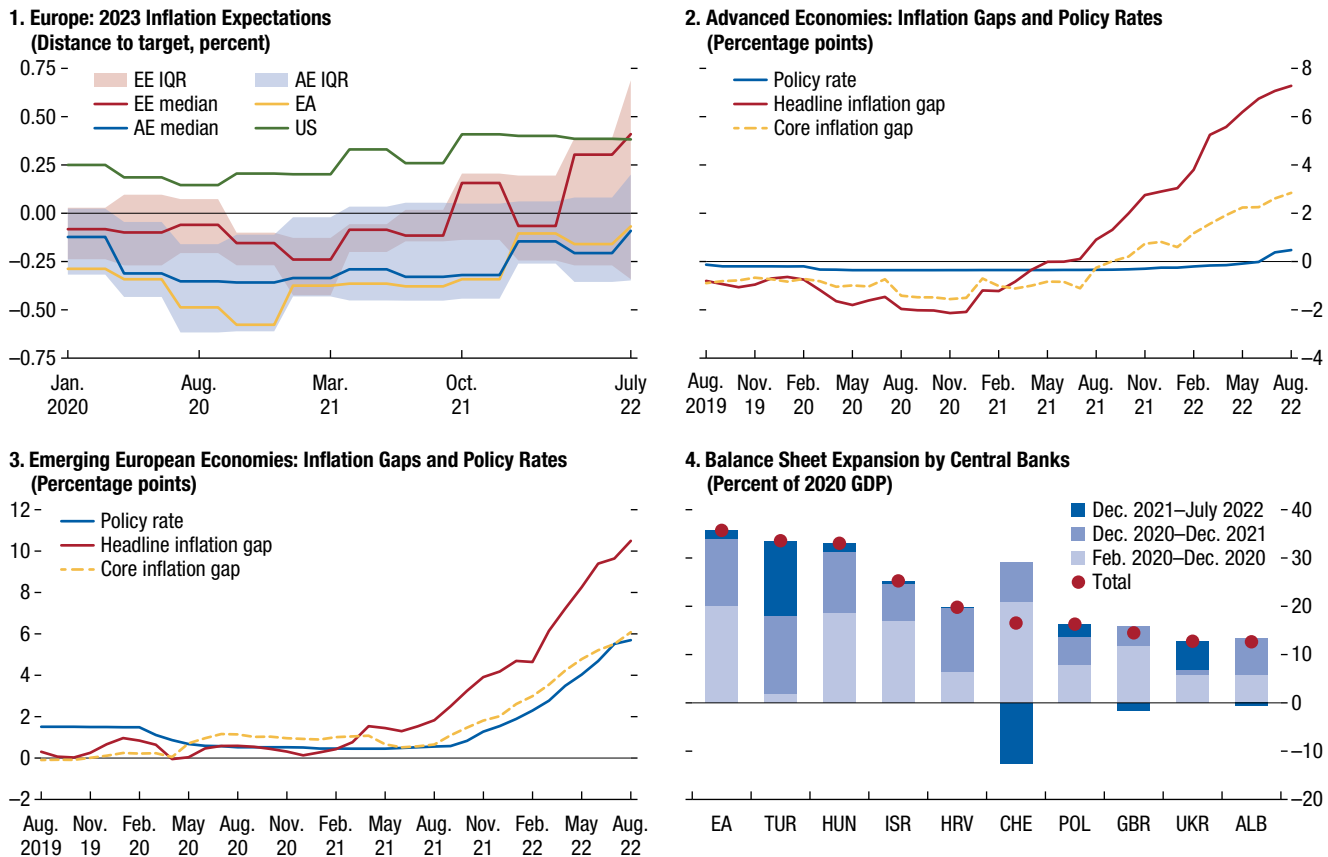 1. Europe: 2023 Inflation Expectations
(Distance to target, percent)
0.75
0.50
0.25
0.00
–0.25
–0.50
–0.75
EE IQR
EE median
AE median
AE IQR
EA
US
Jan. 2020
Aug. 20
Mar. 21
Oct. 21
July 22
2. Advanced Economies: Inflation Gaps and Policy Rates
(Percentage points)
Policy rate
Headline inflation gap
Core inflation gap
8
6
4
2
0
–2
–4
Aug. 2019
Nov. 19
Feb. 20
May 20
Aug. 20
Nov. 20
Feb. 21
May 21
Aug. 21
Nov. 21
Feb. 22
May 22
Aug. 22
3. Emerging European Economies: Inflation Gaps and Policy Rates
(Percentage points)
12
10
8
6
4
2
0
–2
Policy rate
Headline inflation gap
Core inflation gap
Aug. 2019
Nov. 19
Feb. 20
May 20
Aug. 20
Nov. 20
Feb. 21
May 21
Aug. 21
Nov. 21
Feb. 22
May 22
Aug. 22
4. Balance Sheet Expansion by Central Banks
(Percent of 2020 GDP)
Dec. 2021–July 2022
Dec. 2020–Dec. 2021
Feb. 2020–Dec. 2020
Total
40
30
20
10
0
–10
–20
EA TUR HUN ISR HRV CHE POL GBR UKR ALB